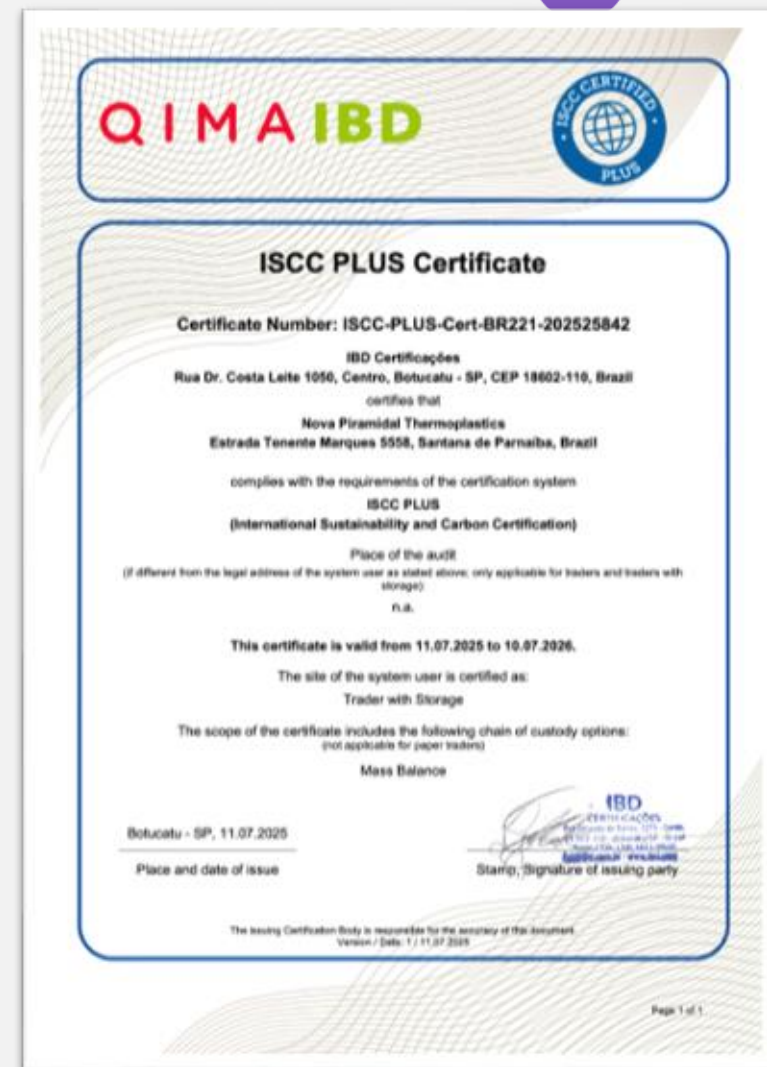 QIMA IBD
ISCC CERTIFIED PLUS
ISCC PLUS Certificate
Certificate Number: ISCC-PLUS-Cert-BR221-202525842
IBD Certificações
Rua Dr. Costa Leite 1050, Centro, Botucatu - SP, CEP 18602-110, Brazil
certifies that
Nova Piramidal Thermoplastics
Estrada Tenente Marques 5558, Santana de Parnaíba, Brazil
complies with the requirements of the certification system
ISCC PLUS
(International Sustainability and Carbon Certification)
Place of the audit
(if different from the legal address of the system user as stated above; only applicable for traders and traders with
storage)
n.a.
This certificate is valid from 11.07.2025 to 10.07.2026.
The site of the system user is certified as:
Trader with Storage
The scope of the certificate includes the following chain of custody options:
(not applicable for paper traders)
Mass Balance
IBD
CERTIFICAÇÕES
Botucatu - SP, 11.07.2025
Place and date of issue
Stamp, Signature of issuing party
The issuing Certification Body is responsible for the accuracy of this document
Version / Date: 1 / 11.07.2025
Page 1 of 1